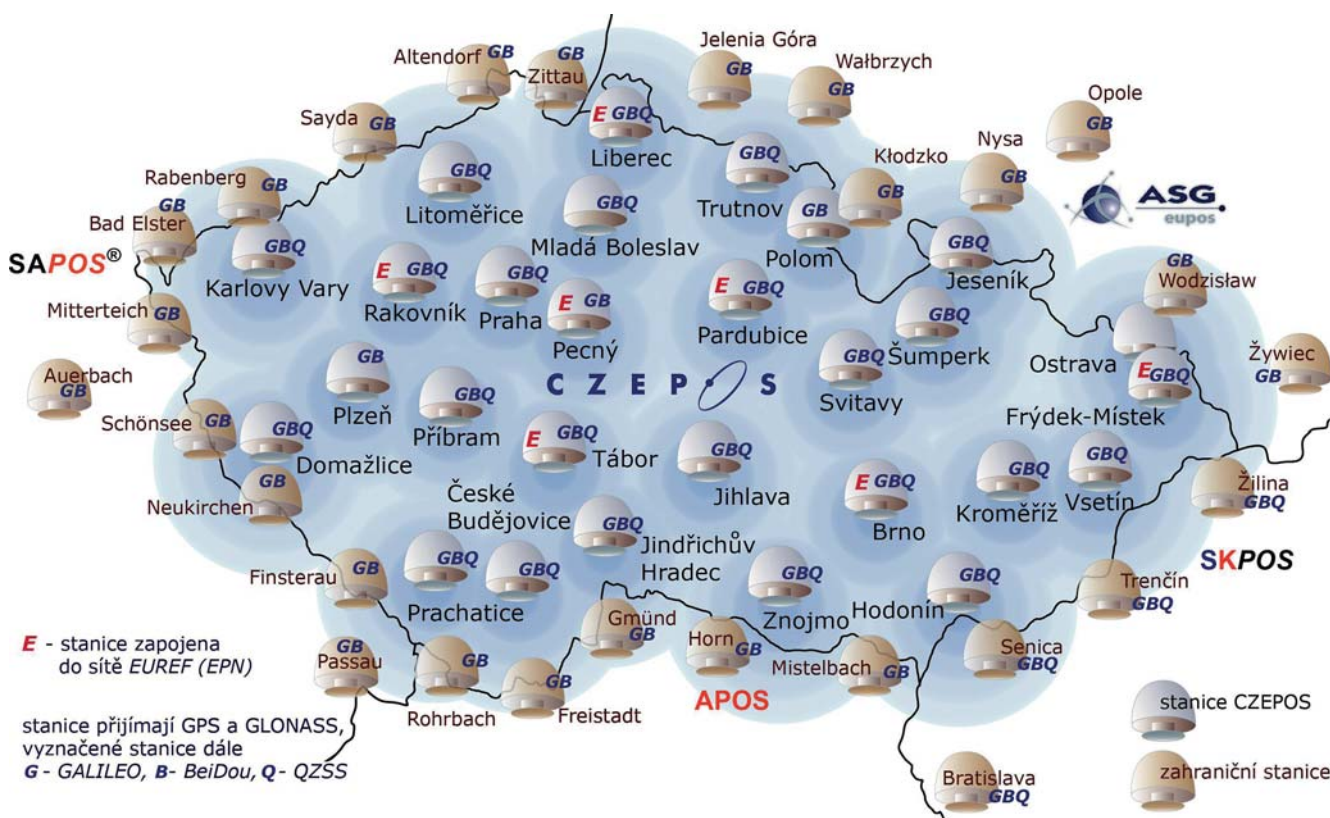 Altendorf
GB
Zittau
GB
Jelenia Góra
GB
Wałbrzych
GB
Opole
GB
Sayda
GB
E GBQ
Liberec
Nysa
GB
Rabenberg
GB
GBQ
Litoměřice
GBQ
Trutnov
Kłodzko
GB
ASG
eupos
Bad Elster
GB
GBQ
Mladá Boleslav
GB
Polom
SAPOS®
GBQ
Karlovy Vary
E GBQ
Rakovník
GBQ
Praha
E GB
Pecný
E GBQ
Pardubice
GBQ
Jeseník
GB
Wodzisław
Mitterteich
GB
GBQ
Šumperk
Ostrava
Auerbach
GB
GB
Plzeň
CZEPOS
GBQ
Svitavy
E GBQ
Frýdek-Místek
Żywiec
GB
Schönsee
GB
GBQ
Domažlice
GBQ
Příbram
E GBQ
Tábor
GBQ
Jihlava
E GBQ
Brno
GBQ
Kroměříž
GBQ
Vsetín
Žilina
GBQ
Neukirchen
GB
České
Budějovice
GBQ
GBQ
Jindřichův
Hradec
SKPOS
Finsterau
GB
GBQ
Prachatice
GBQ
Znojmo
GBQ
Hodonín
Trenčín
GBQ
E - stanice zapojena
do sítě EUREF (EPN)
GB
Passau
GB
Rohrbach
GB
Freistadt
Gmünd
GB
Horn
GB
APOS
Mistelbach
GB
Senica
GBQ
stanice CZEPOS
stanice přijímají GPS a GLONASS,
vyznačené stanice dále
G - GALILEO, B- BeiDou, Q - QZSS
Bratislava
GBQ
zahraniční stanice